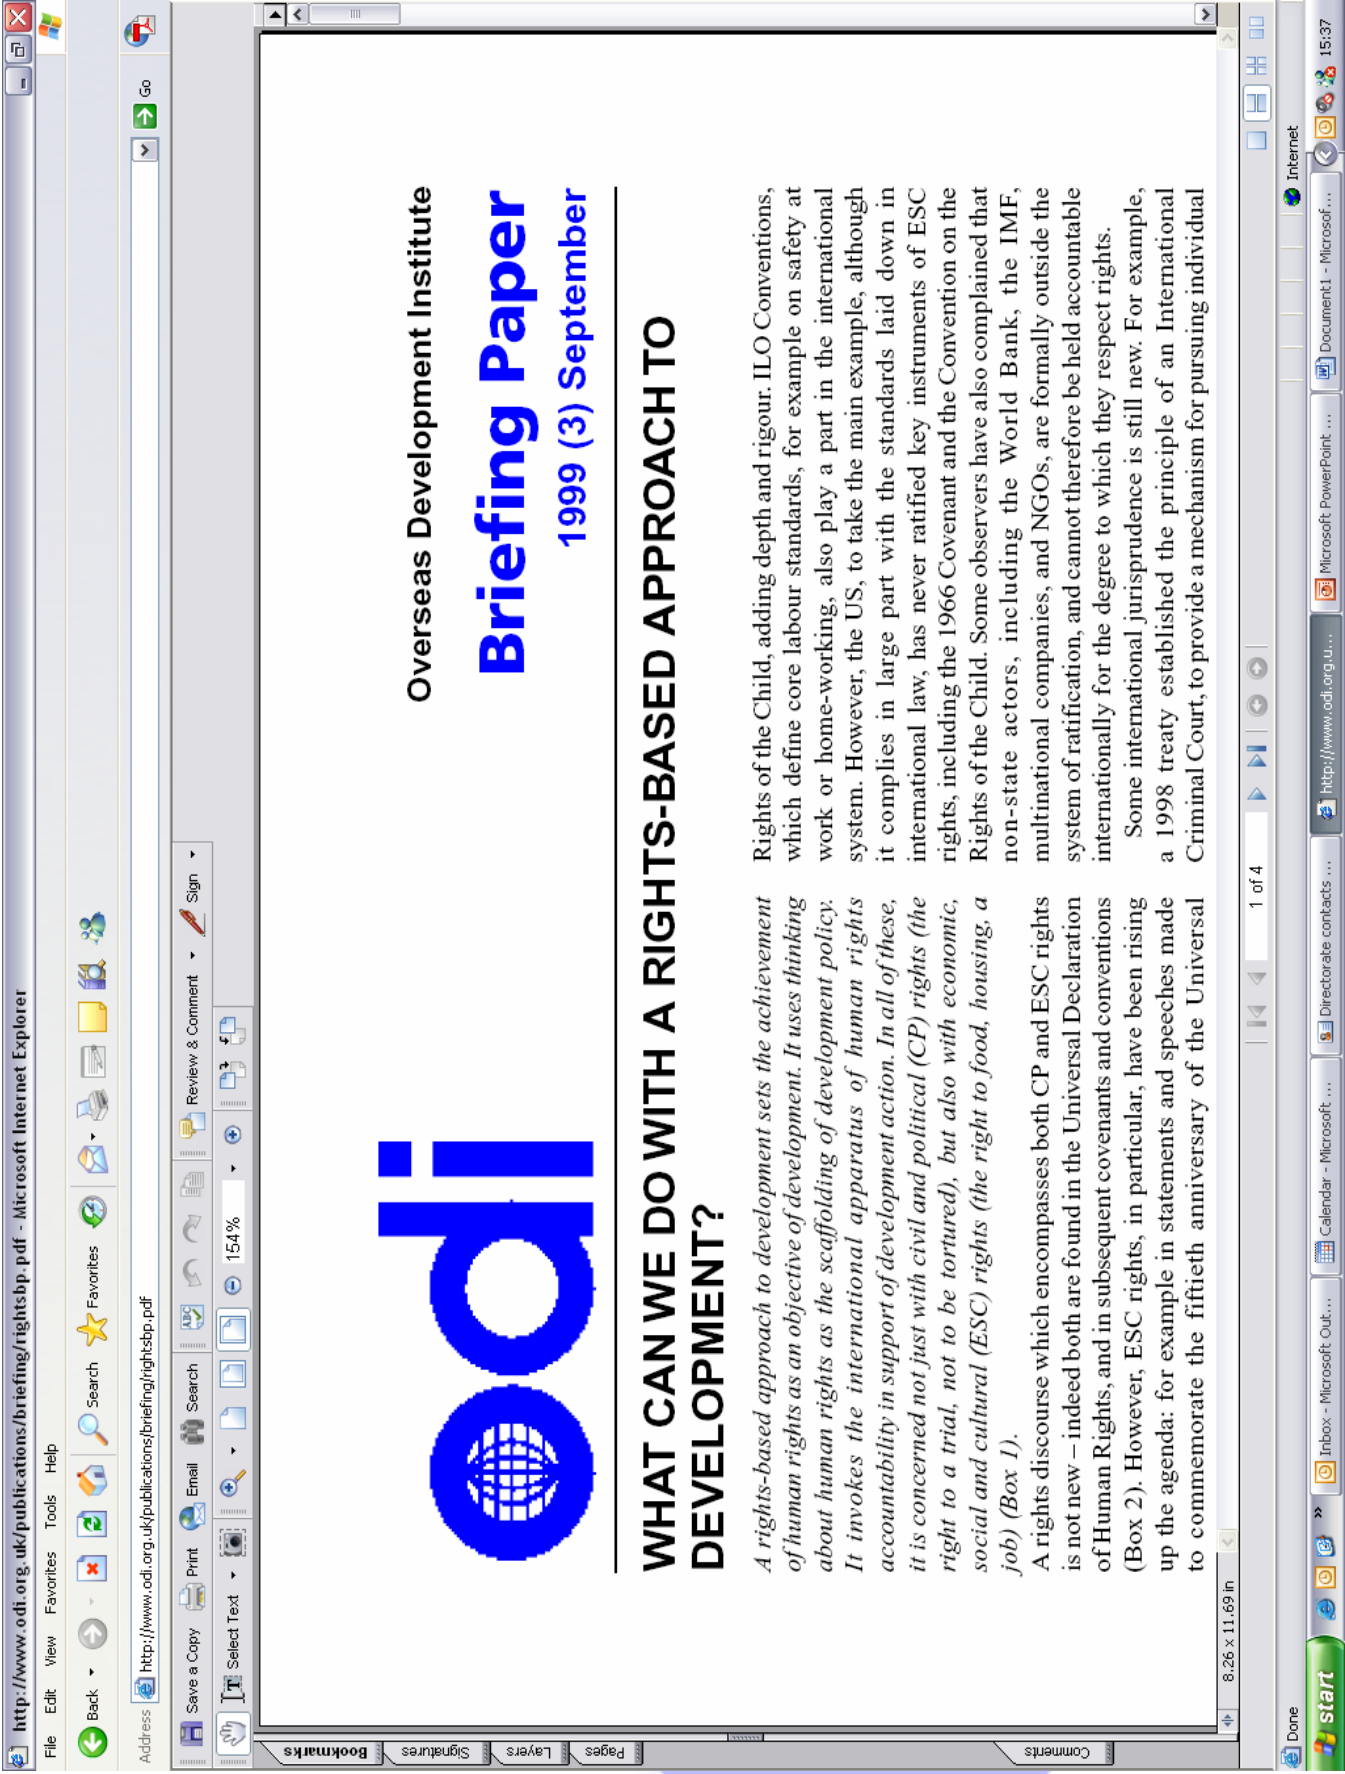 http://www.odi.org.uk/publications/briefing/rightsbp.pdf - Microsoft Internet Explorer
File Edit View Favorites Tools Help
Back Search Favorites
Address http://www.odi.org.uk/publications/briefing/rightsbp.pdf Go
Save a Copy Print Email Search Review & Comment Sign
Select Text 154%
Bookmarks
Signatures
Layers
Pages
Comments
odi
Overseas Development Institute
Briefing Paper
1999 (3) September
WHAT CAN WE DO WITH A RIGHTS-BASED APPROACH TO
DEVELOPMENT?
A rights-based approach to development sets the achievement
of human rights as an objective of development. It uses thinking
about human rights as the scaffolding of development policy.
It invokes the international apparatus of human rights
accountability in support of development action. In all of these,
it is concerned not just with civil and political (CP) rights (the
right to a trial, not to be tortured), but also with economic,
social and cultural (ESC) rights (the right to food, housing, a
job) (Box 1).
A rights discourse which encompasses both CP and ESC rights
is not new – indeed both are found in the Universal Declaration
of Human Rights, and in subsequent covenants and conventions
(Box 2). However, ESC rights, in particular, have been rising
up the agenda: for example in statements and speeches made
to commemorate the fiftieth anniversary of the Universal
Rights of the Child, adding depth and rigour. ILO Conventions,
which define core labour standards, for example on safety at
work or home-working, also play a part in the international
system. However, the US, to take the main example, although
it complies in large part with the standards laid down in
international law, has never ratified key instruments of ESC
rights, including the 1966 Covenant and the Convention on the
Rights of the Child. Some observers have also complained that
non-state actors, including the World Bank, the IMF,
multinational companies, and NGOs, are formally outside the
system of ratification, and cannot therefore be held accountable
internationally for the degree to which they respect rights.
Some international jurisprudence is still new. For example,
a 1998 treaty established the principle of an International
Criminal Court, to provide a mechanism for pursuing individual
8.26 x 11.69 in
1 of 4
Done Internet
start Inbox - Microsoft Out... Calendar - Microsoft ... Directorate contacts ... http://www.odi.org.u... Microsoft PowerPoint ... Document1 - Microsof... 15:37